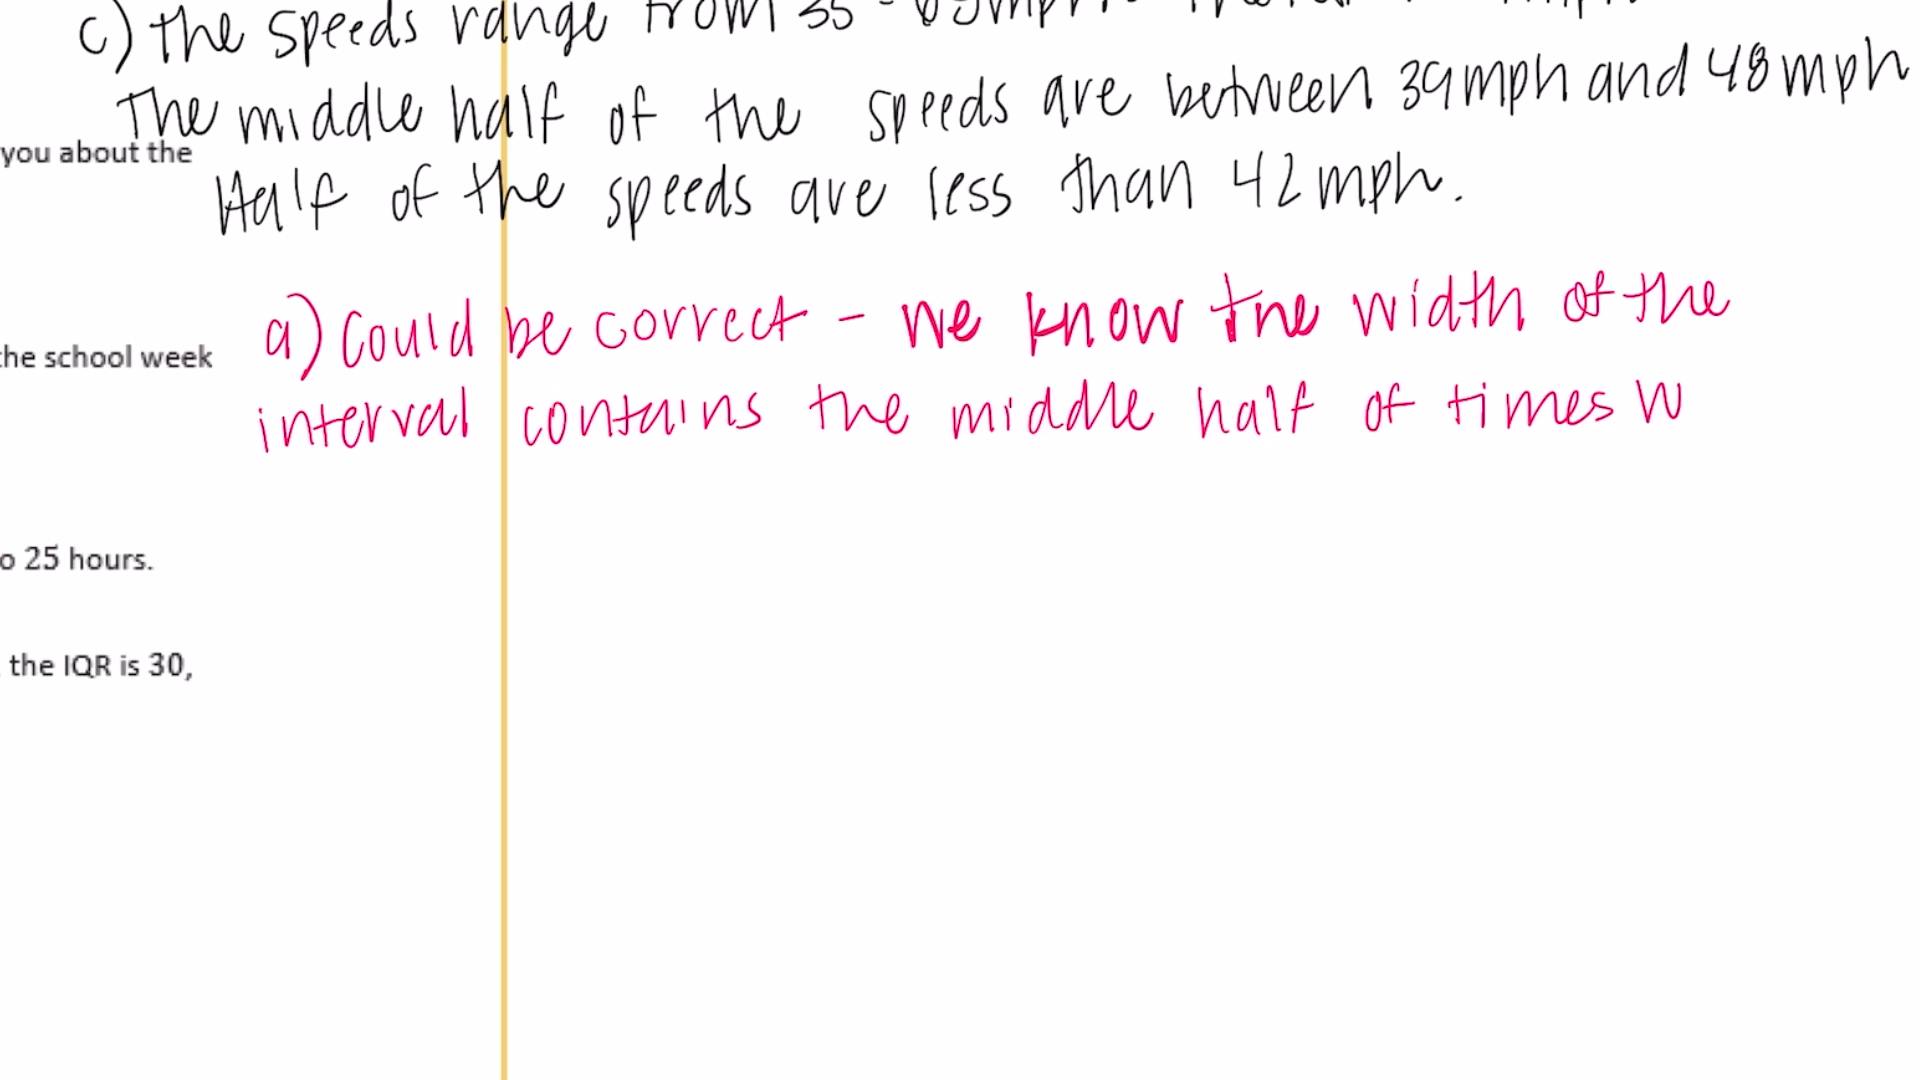 c) The speeds range from 35 -
The middle half of the speeds are between 39mph and 48mph
you about the
Half of the speeds are less than 42mph.
a) Could be correct - We know the width of the
the school week
interval contains the middle half of times W
o 25 hours.
the IQR is 30,